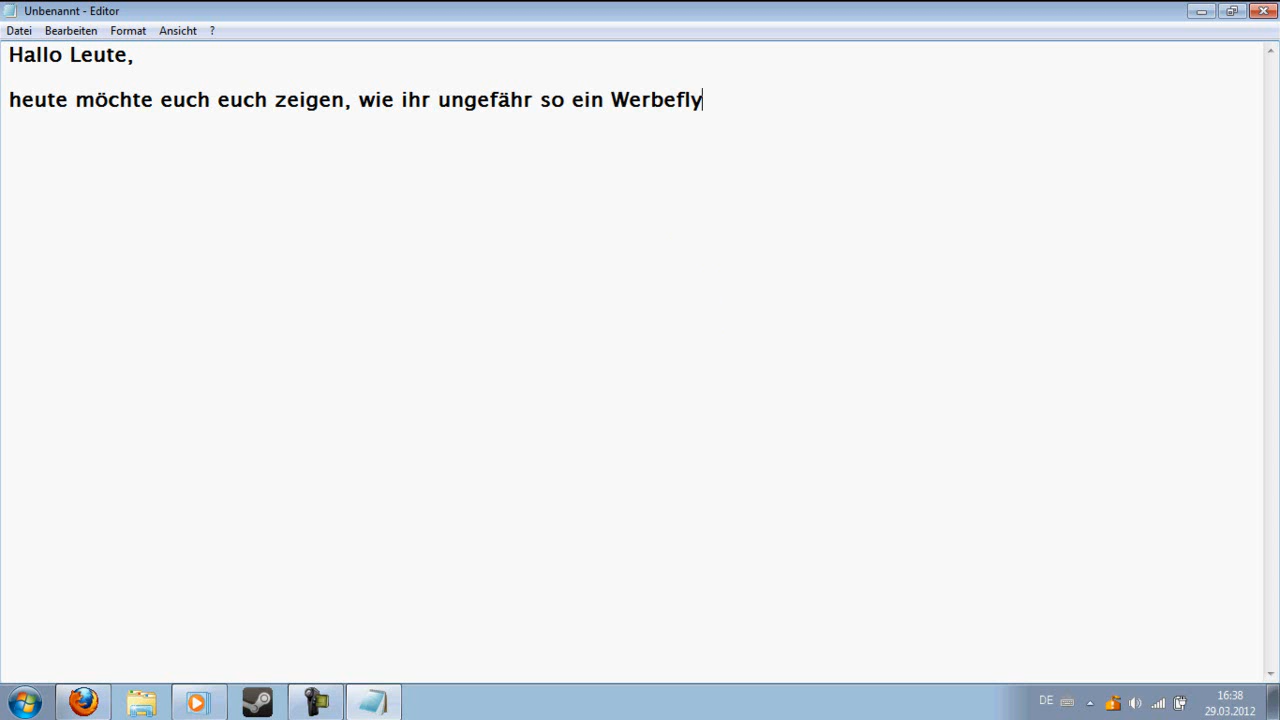 Unbenannt - Editor
Datei Bearbeiten Format Ansicht ?
Hallo Leute,
heute möchte euch euch zeigen, wie ihr ungefähr so ein Werbefly
DE
16:38
29.03.2012